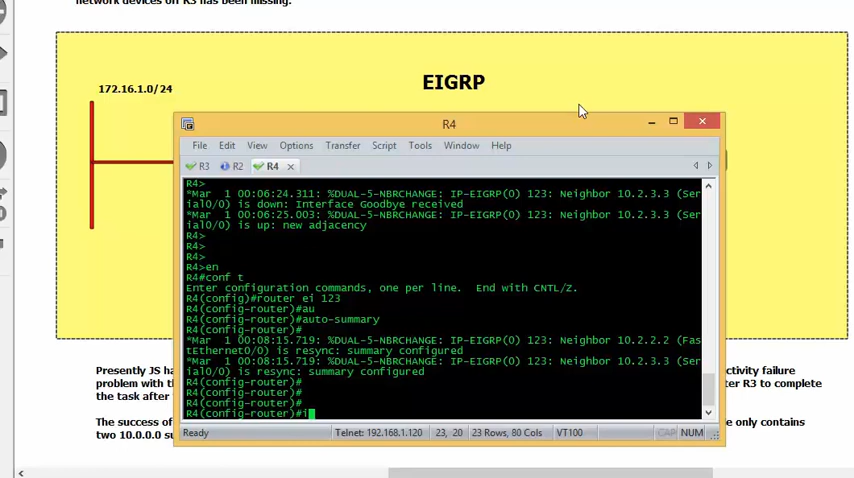 network devices off R3 has been missing.
EIGRP
172.16.1.0/24
R4
File Edit View Options Transfer Script Tools Window Help
R3 R2 R4
R4>
*Mar 1 00:06:24.311: %DUAL-5-NBRCHANGE: IP-EIGRP(0) 123: Neighbor 10.2.3.3 (Ser
ial0/0) is down: Interface Goodbye received
*Mar 1 00:06:25.003: %DUAL-5-NBRCHANGE: IP-EIGRP(0) 123: Neighbor 10.2.3.3 (Ser
ial0/0) is up: new adjacency
R4>
R4>
R4>
R4>en
R4#conf t
Enter configuration commands, one per line. End with CNTL/Z.
R4(config)#router ei 123
R4(config-router)#au
R4(config-router)#auto-summary
R4(config-router)#
*Mar 1 00:08:15.719: %DUAL-5-NBRCHANGE: IP-EIGRP(0) 123: Neighbor 10.2.2.2 (Fas
tEthernet0/0) is resync: summary configured
*Mar 1 00:08:15.719: %DUAL-5-NBRCHANGE: IP-EIGRP(0) 123: Neighbor 10.2.3.3 (Ser
ial0/0) is resync: summary configured
R4(config-router)#
R4(config-router)#
R4(config-router)#
R4(config-router)#i
Ready Telnet: 192.168.1.120 23, 20 23 Rows, 80 Cols VT100 CAP NUM
Presently JS ha
ctivity failure
problem with th
ter R3 to complete
the task after
The success of
e only contains
two 10.0.0.0 su